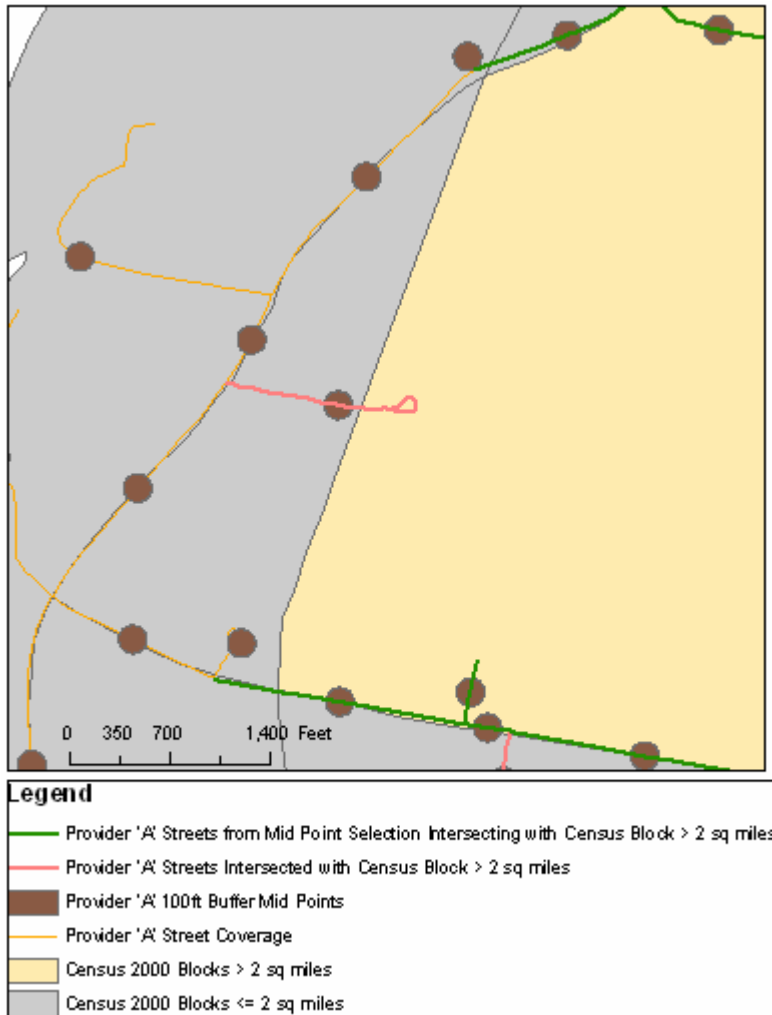 0 350 700 1,400 Feet
Legend
Provider 'A' Streets from Mid Point Selection Intersecting with Census Block > 2 sq miles
Provider 'A' Streets Intersected with Census Block > 2 sq miles
Provider 'A' 100ft Buffer Mid Points
Provider 'A' Street Coverage
Census 2000 Blocks > 2 sq miles
Census 2000 Blocks <= 2 sq miles